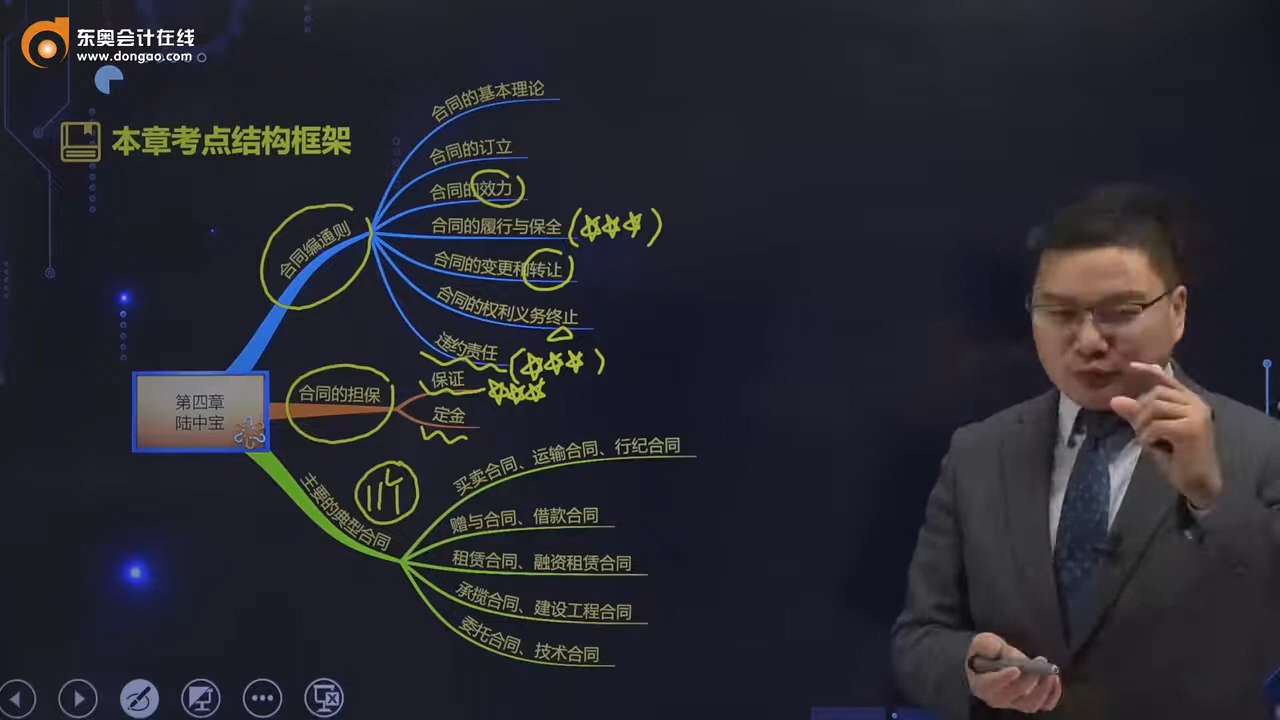 东奥会计在线
www.dongao.com
本章考点结构框架
合同的基本理论
合同的订立
合同的效力
合同的履行与保全
合同的变更和转让
合同的权利义务终止
违约责任
合同编通则
保证
合同的担保
定金
第四章
陆中宝
11个
主要的典型合同
买卖合同、运输合同、行纪合同
赠与合同、借款合同
租赁合同、融资租赁合同
承揽合同、建设工程合同
委托合同、技术合同